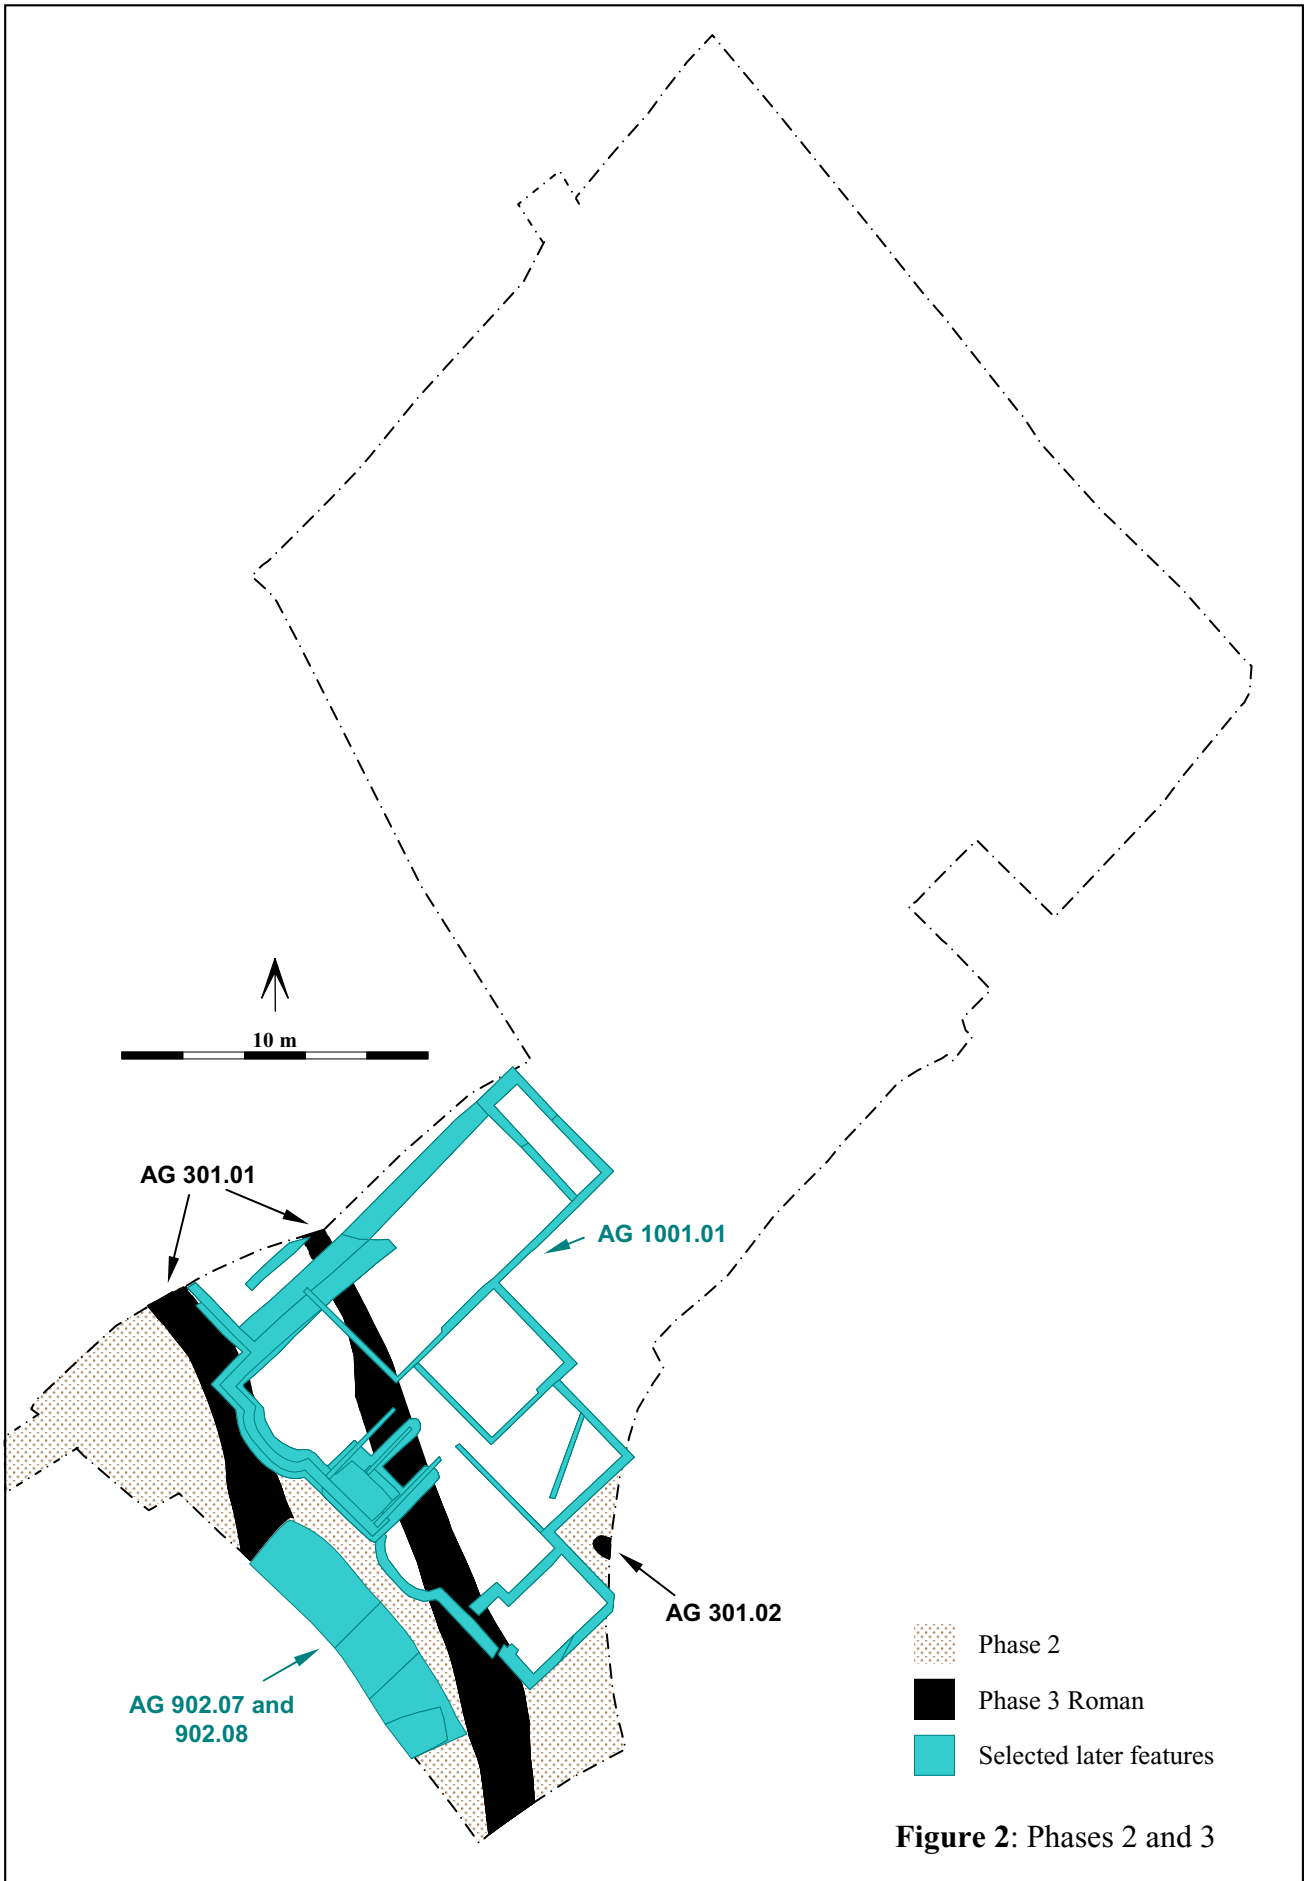 10 m
AG 301.01
AG 1001.01
AG 301.02
AG 902.07 and
902.08
Phase 2
Phase 3 Roman
Selected later features
Figure 2: Phases 2 and 3